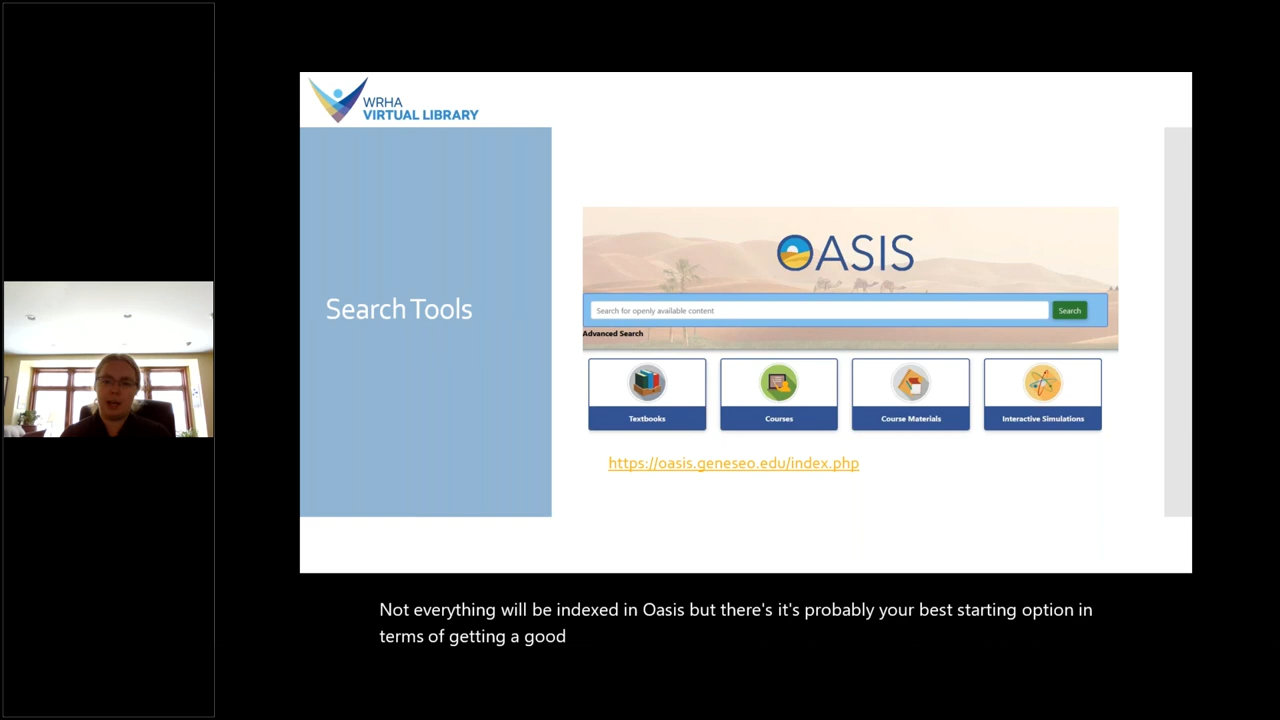 WRHA
VIRTUAL LIBRARY
Search Tools
OASIS
Search for openly available content
Search
Advanced Search
Textbooks
Courses
Course Materials
Interactive Simulations
https://oasis.geneseo.edu/index.php
Not everything will be indexed in Oasis but there's it's probably your best starting option in
terms of getting a good